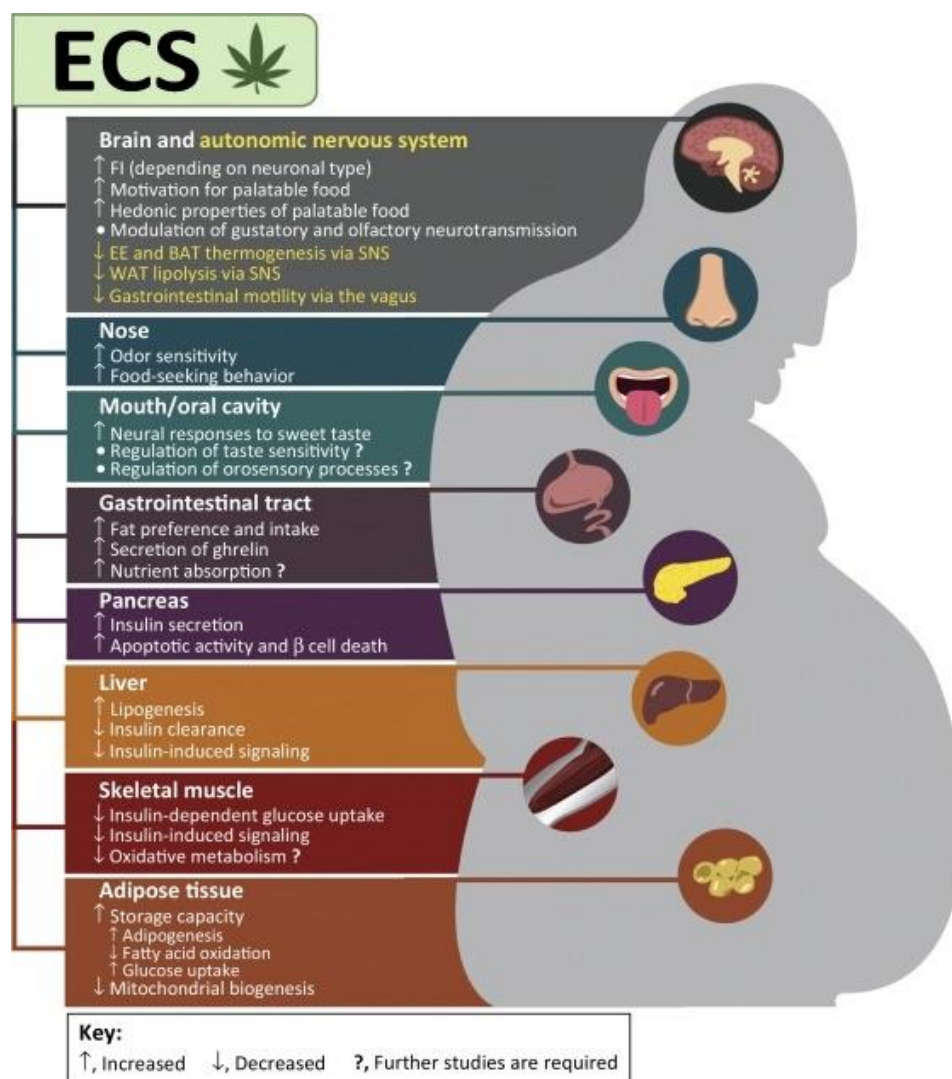 ECS
Brain and autonomic nervous system
↑ FI (depending on neuronal type)
↑ Motivation for palatable food
↑ Hedonic properties of palatable food
• Modulation of gustatory and olfactory neurotransmission
↓ EE and BAT thermogenesis via SNS
↓ WAT lipolysis via SNS
↓ Gastrointestinal motility via the vagus
Nose
↑ Odor sensitivity
↑ Food-seeking behavior
Mouth/oral cavity
↑ Neural responses to sweet taste
• Regulation of taste sensitivity ?
• Regulation of orosensory processes ?
Gastrointestinal tract
↑ Fat preference and intake
↑ Secretion of ghrelin
↑ Nutrient absorption ?
Pancreas
↑ Insulin secretion
↑ Apoptotic activity and β cell death
Liver
↑ Lipogenesis
↓ Insulin clearance
↓ Insulin-induced signaling
Skeletal muscle
↓ Insulin-dependent glucose uptake
↓ Insulin-induced signaling
↓ Oxidative metabolism ?
Adipose tissue
↑ Storage capacity
↑ Adipogenesis
↓ Fatty acid oxidation
↑ Glucose uptake
↓ Mitochondrial biogenesis
Key:
↑, Increased ↓, Decreased ?, Further studies are required